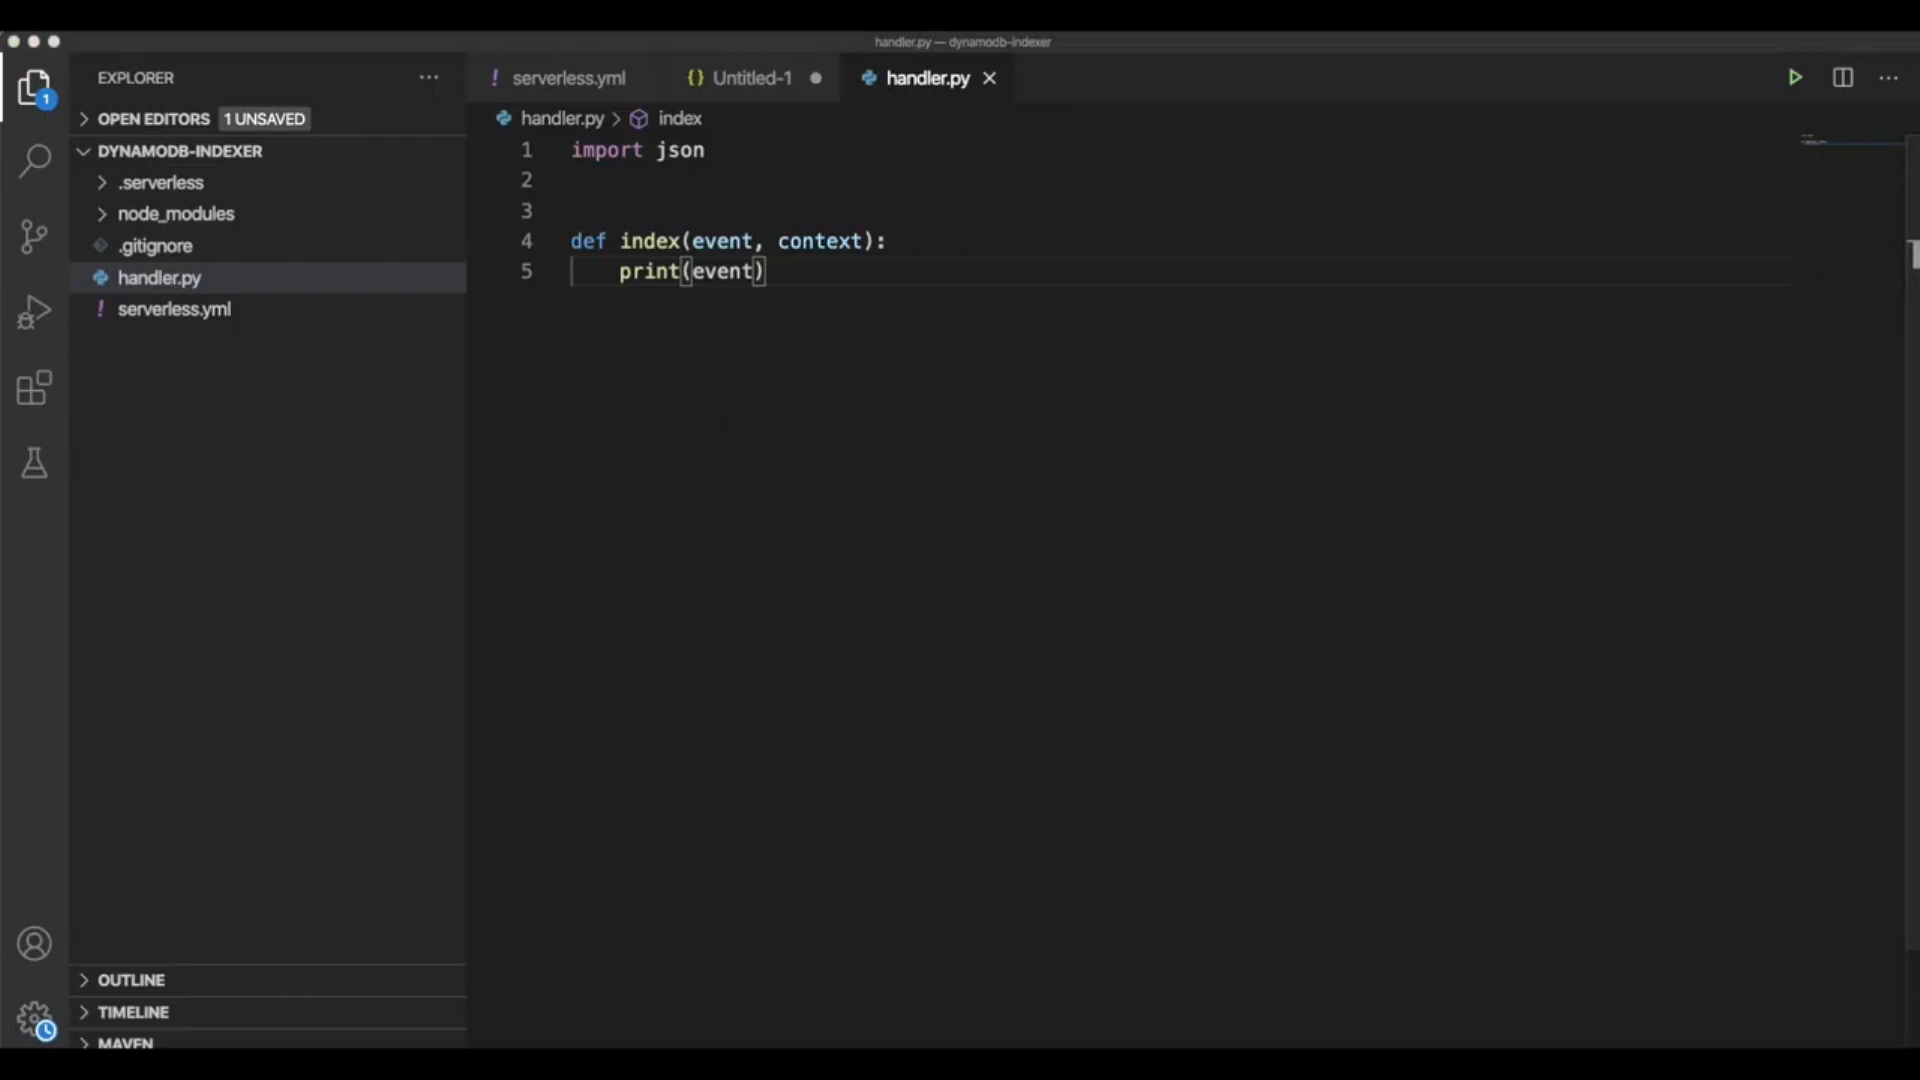 handler.py — dynamodb-indexer
EXPLORER
serverless.yml
{} Untitled-1
handler.py
OPEN EDITORS 1 UNSAVED
handler.py > index
DYNAMODB-INDEXER
.serverless
node_modules
.gitignore
handler.py
! serverless.yml
1 import json
2
3
4 def index(event, context):
5 print(event)
1
OUTLINE
TIMELINE
MAVEN